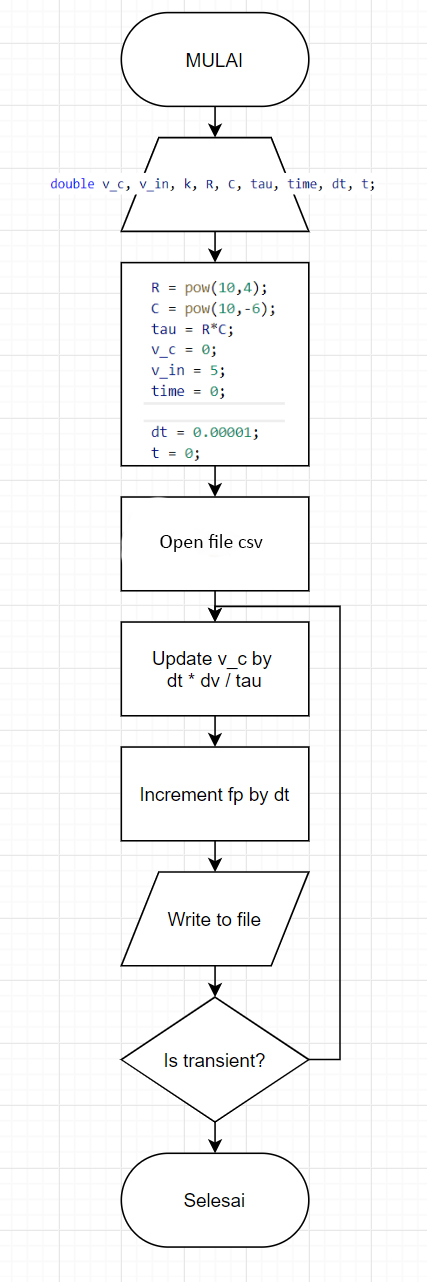 MULAI
double v_c, v_in, k, R, C, tau, time, dt, t;
R = pow(10,4);
C = pow(10,-6);
tau = R*C;
v_c = 0;
v_in = 5;
time = 0;
dt = 0.00001;
t = 0;
Open file csv
Update v_c by
dt * dv / tau
Increment fp by dt
Write to file
Is transient?
Selesai